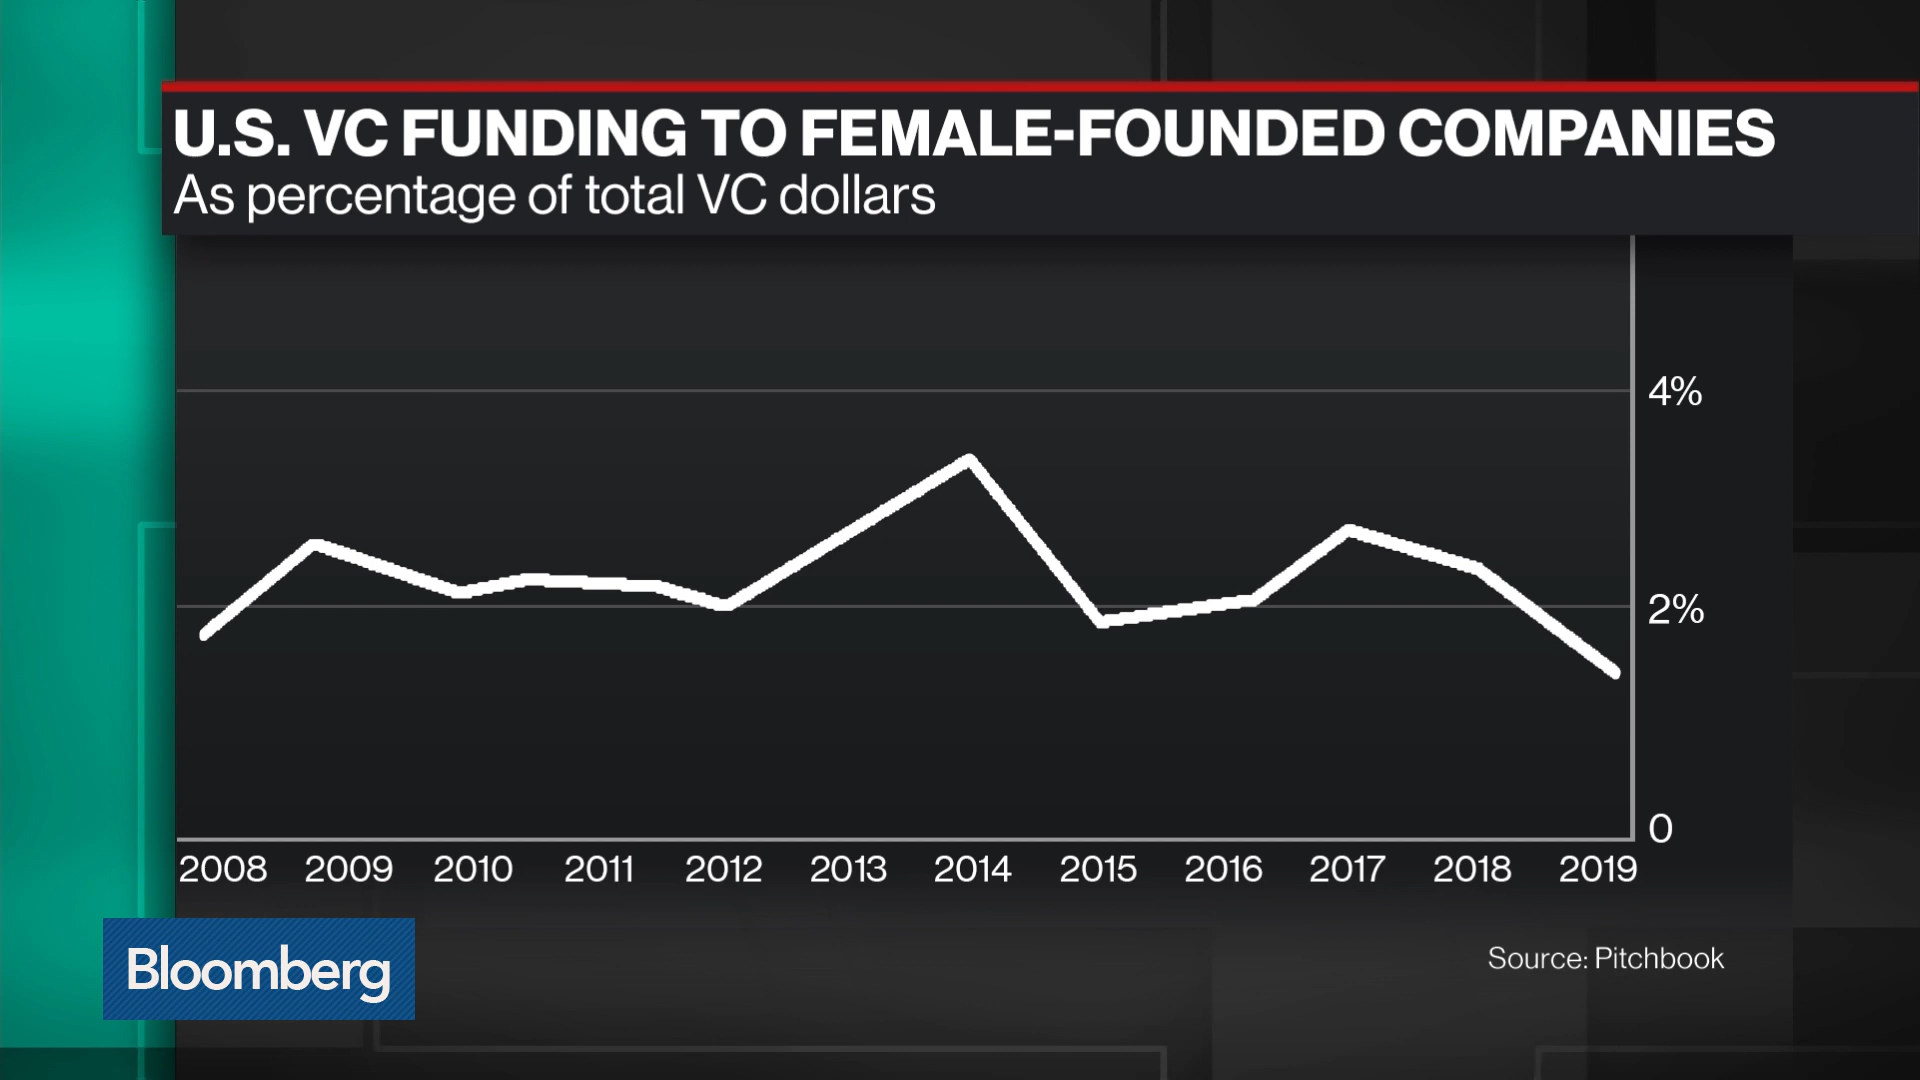 U.S. VC FUNDING TO FEMALE-FOUNDED COMPANIES
As percentage of total VC dollars
4%
2%
0
2008 2009 2010 2011 2012 2013 2014 2015 2016 2017 2018 2019
Bloomberg
Source: Pitchbook